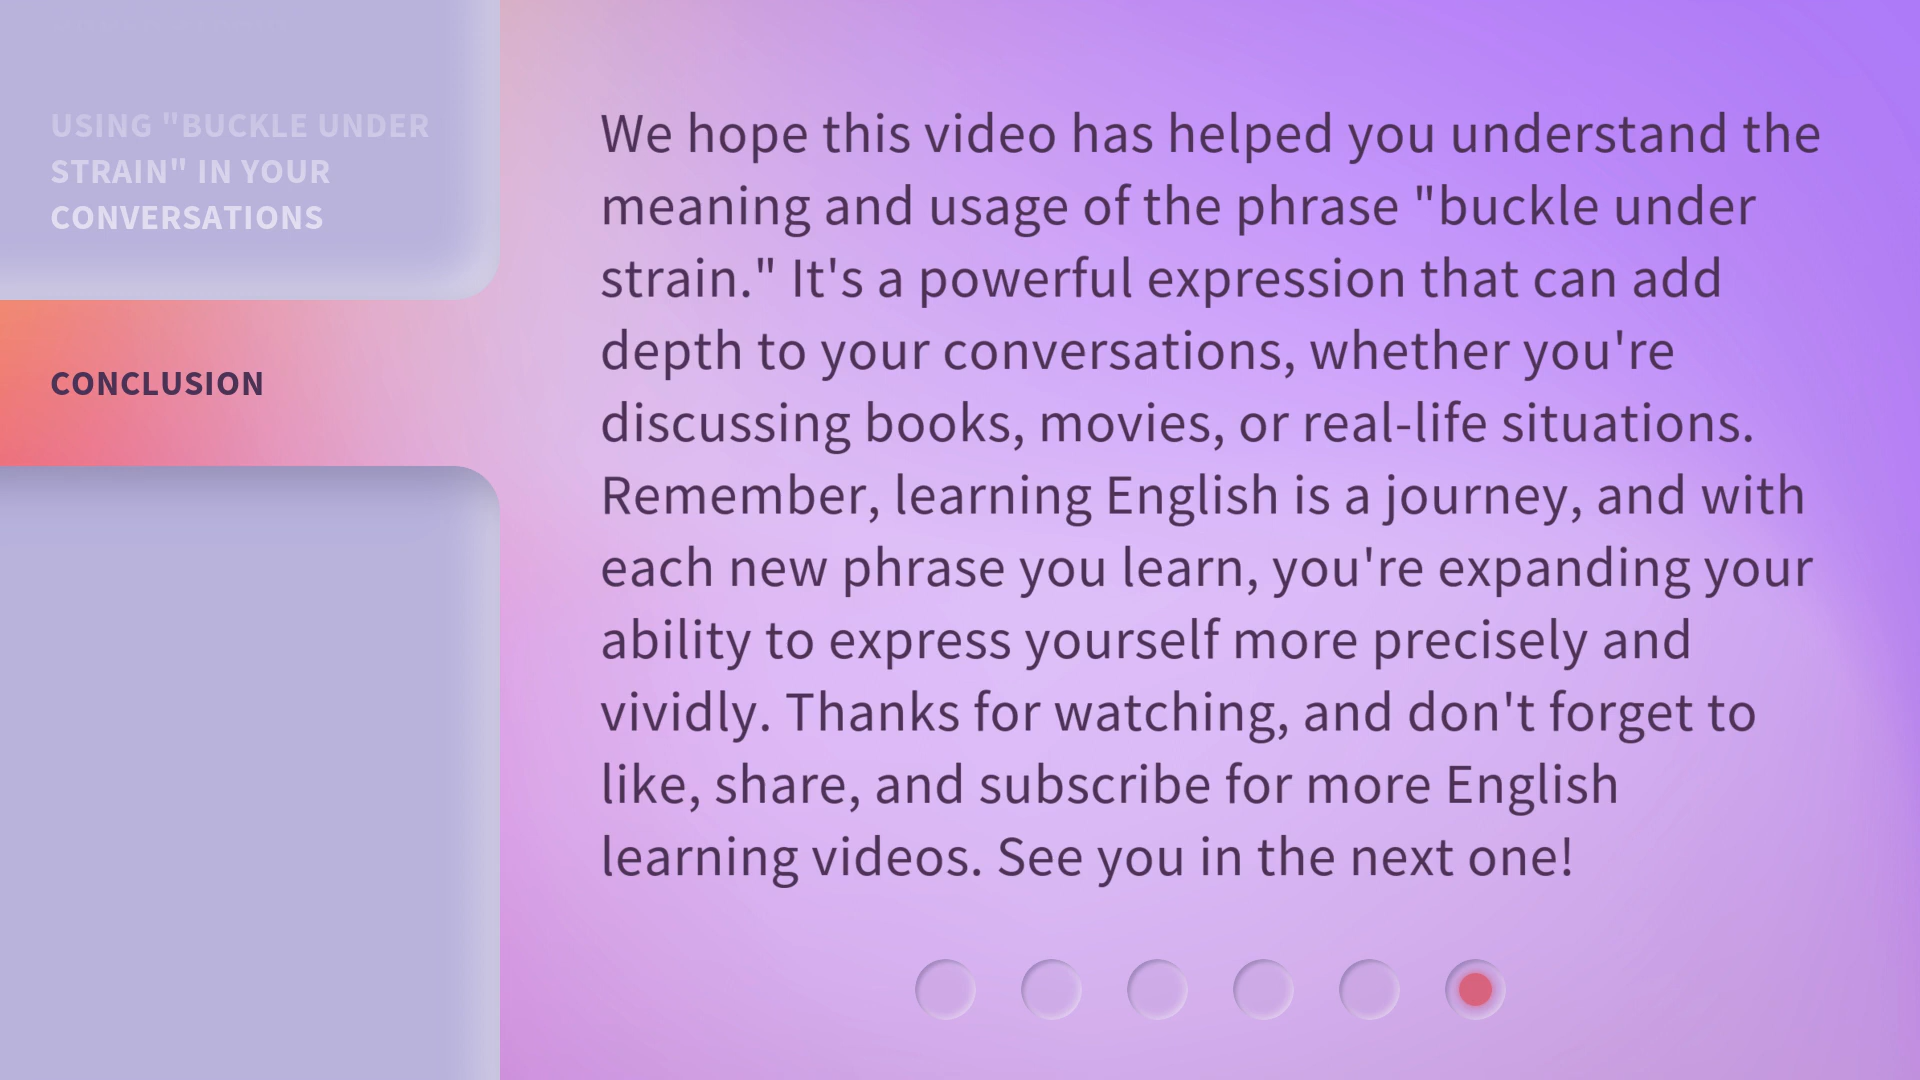 USING "BUCKLE UNDER
STRAIN" IN YOUR
CONVERSATIONS
CONCLUSION
We hope this video has helped you understand the
meaning and usage of the phrase "buckle under
strain." It's a powerful expression that can add
depth to your conversations, whether you're
discussing books, movies, or real-life situations.
Remember, learning English is a journey, and with
each new phrase you learn, you're expanding your
ability to express yourself more precisely and
vividly. Thanks for watching, and don't forget to
like, share, and subscribe for more English
learning videos. See you in the next one!